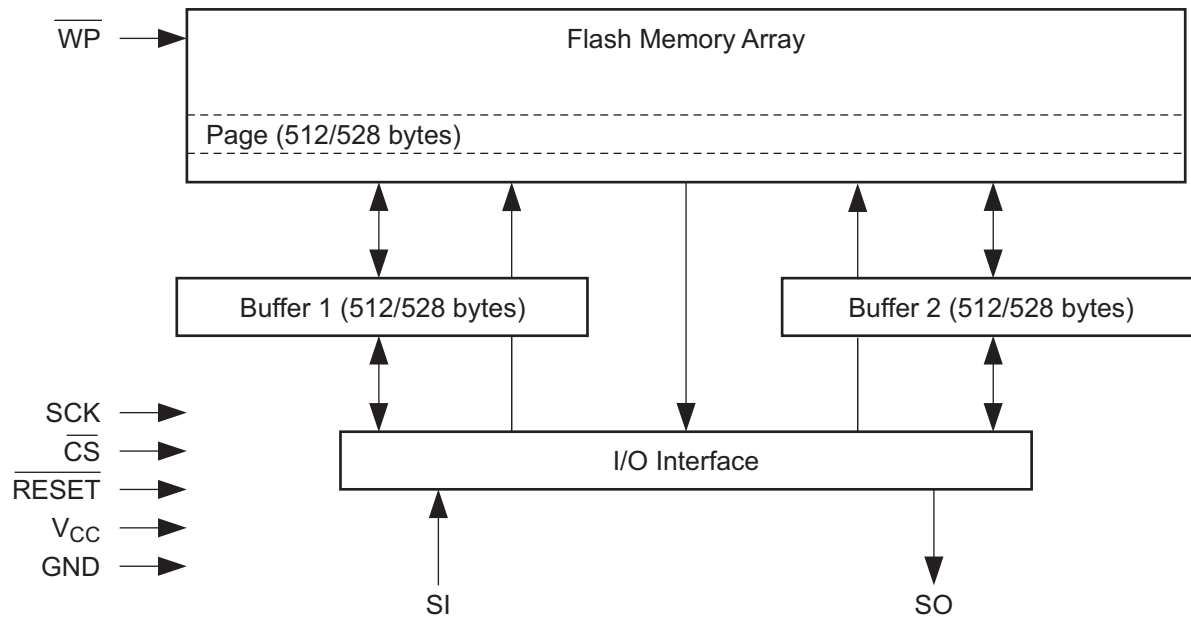 WP
Flash Memory Array
Page (512/528 bytes)
Buffer 1 (512/528 bytes)
Buffer 2 (512/528 bytes)
SCK
CS
RESET
VCC
GND
I/O Interface
SI
SO